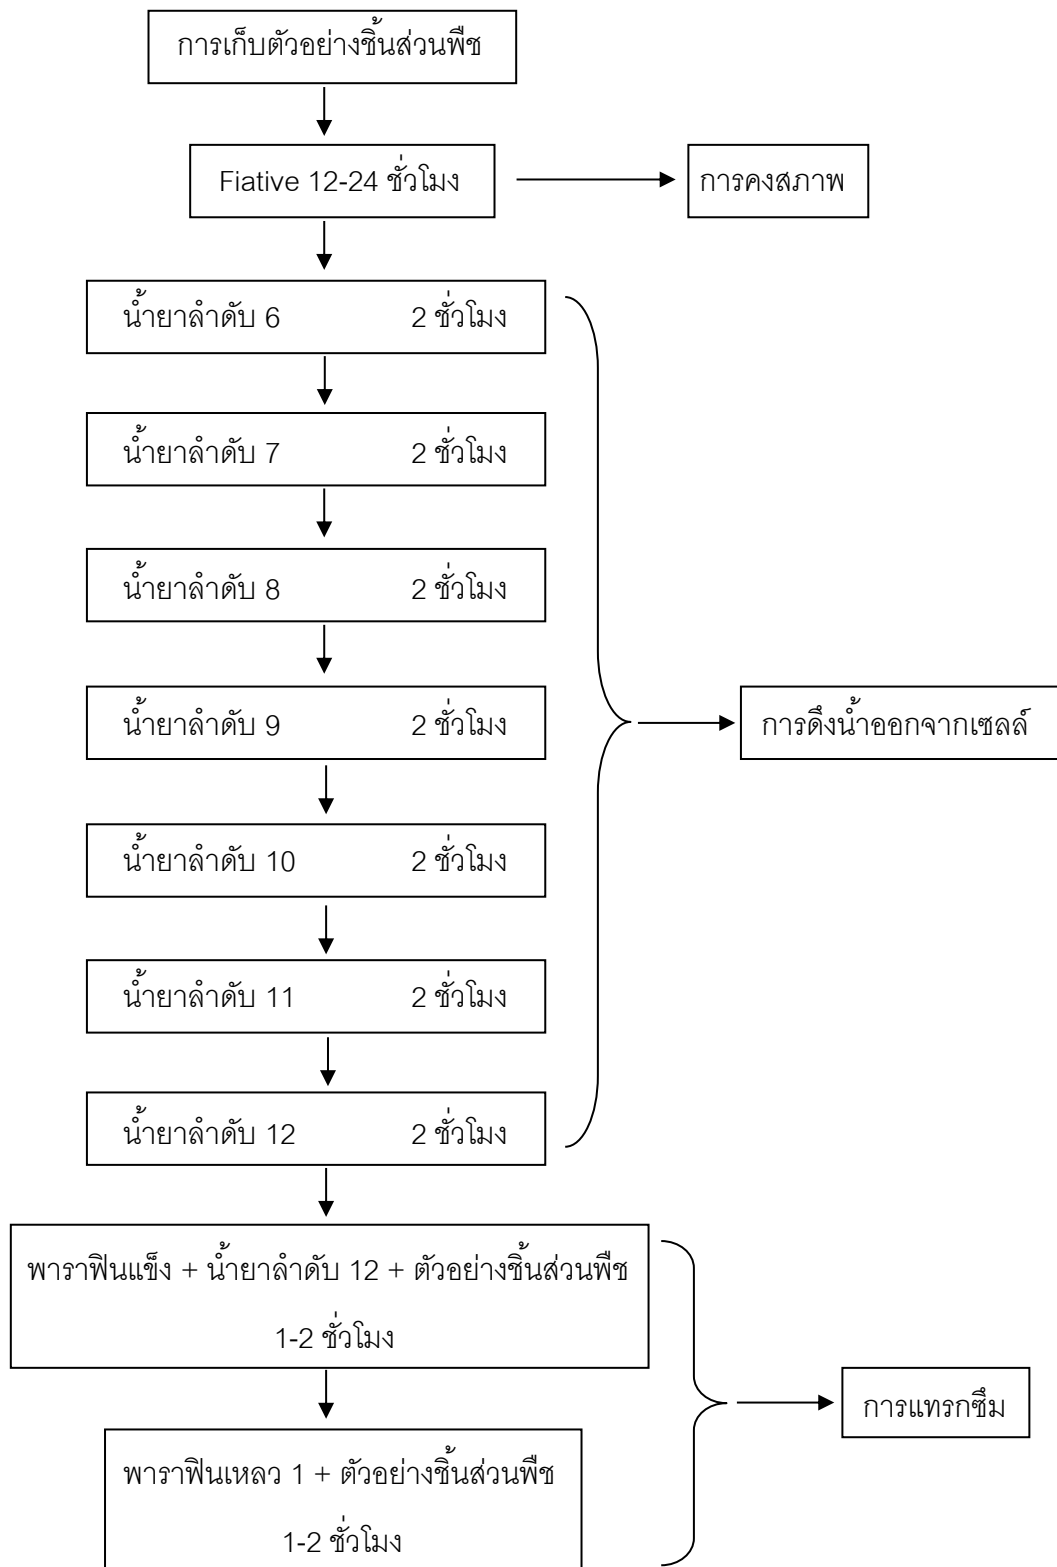 การเก็บตัวอย่างชิ้นส่วนพืช
Fiative 12-24 ชั่วโมง
การคงสภาพ
น้ำยาลำดับ 6 2 ชั่วโมง
น้ำยาลำดับ 7 2 ชั่วโมง
น้ำยาลำดับ 8 2 ชั่วโมง
น้ำยาลำดับ 9 2 ชั่วโมง
การดึงน้ำออกจากเซลล์
น้ำยาลำดับ 10 2 ชั่วโมง
น้ำยาลำดับ 11 2 ชั่วโมง
น้ำยาลำดับ 12 2 ชั่วโมง
พาราฟินแข็ง + น้ำยาลำดับ 12 + ตัวอย่างชิ้นส่วนพืช
1-2 ชั่วโมง
การแทรกซึม
พาราฟินเหลว 1 + ตัวอย่างชิ้นส่วนพืช
1-2 ชั่วโมง